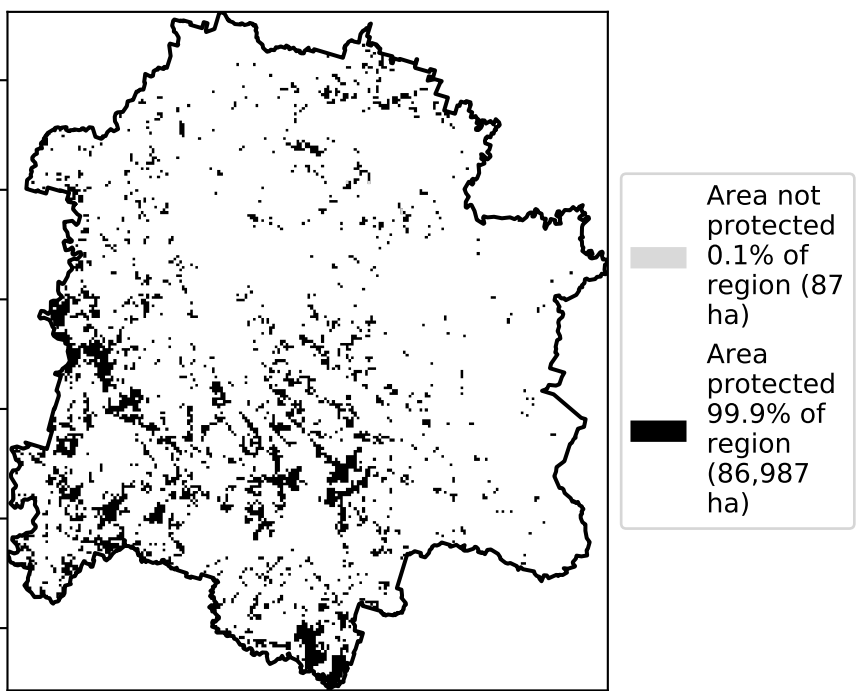 Area not
protected
0.1% of
region (87
ha)
Area
protected
99.9% of
region
(86,987
ha)